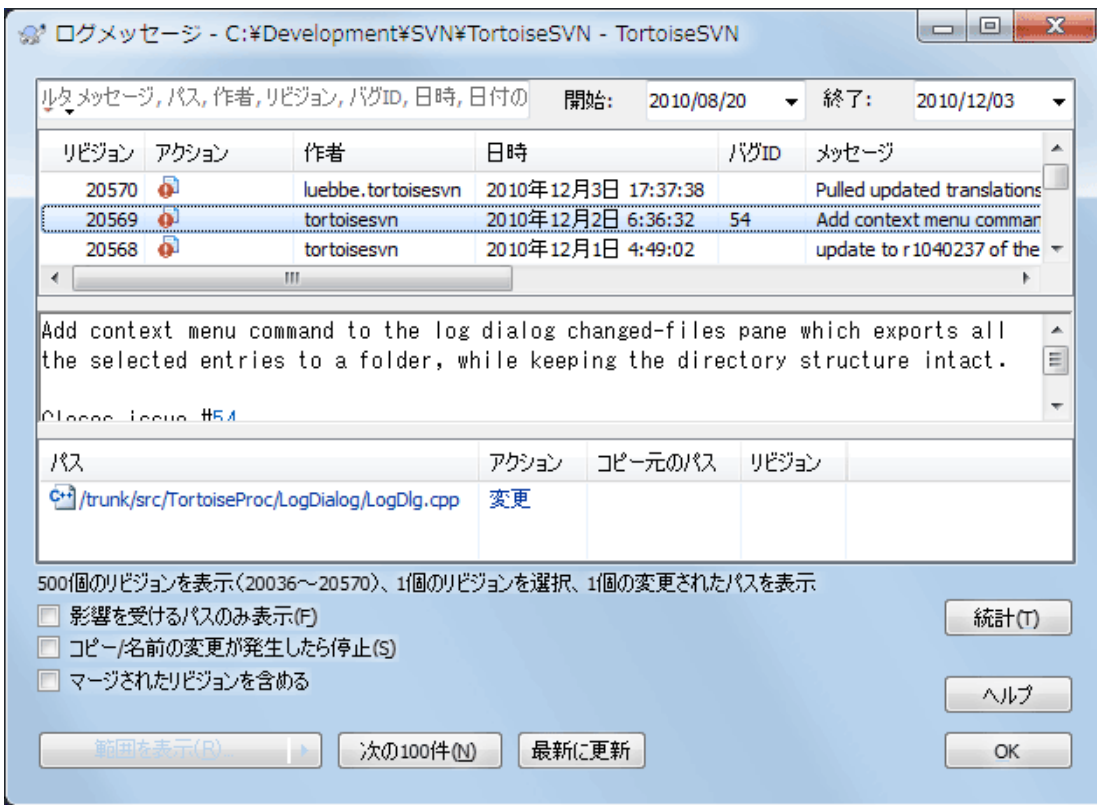 ログメッセージ - C:¥Development¥SVN¥TortoiseSVN - TortoiseSVN
ルタ メッセージ, パス, 作者, リビジョン, バグID, 日時, 日付の 開始: 2010/08/20 終了: 2010/12/03
リビジョン アクション 作者 日時 バグID メッセージ
20570 luebbe.tortoisesvn 2010年12月3日 17:37:38 Pulled updated translations
20569 tortoisesvn 2010年12月2日 6:36:32 54 Add context menu comman
20568 tortoisesvn 2010年12月1日 4:49:02 update to r1040237 of the
Add context menu command to the log dialog changed-files pane which exports all
the selected entries to a folder, while keeping the directory structure intact.
Closes issue #54
パス アクション コピー元のパス リビジョン
C++ /trunk/src/TortoiseProc/LogDialog/LogDlg.cpp 変更
500個のリビジョンを表示(20036～20570)、1個のリビジョンを選択、1個の変更されたパスを表示
影響を受けるパスのみ表示(F)
統計(T)
コピー/名前の変更が発生したら停止(S)
マージされたリビジョンを含める
ヘルプ
範囲を表示(R)... 次の100件(N) 最新に更新 OK